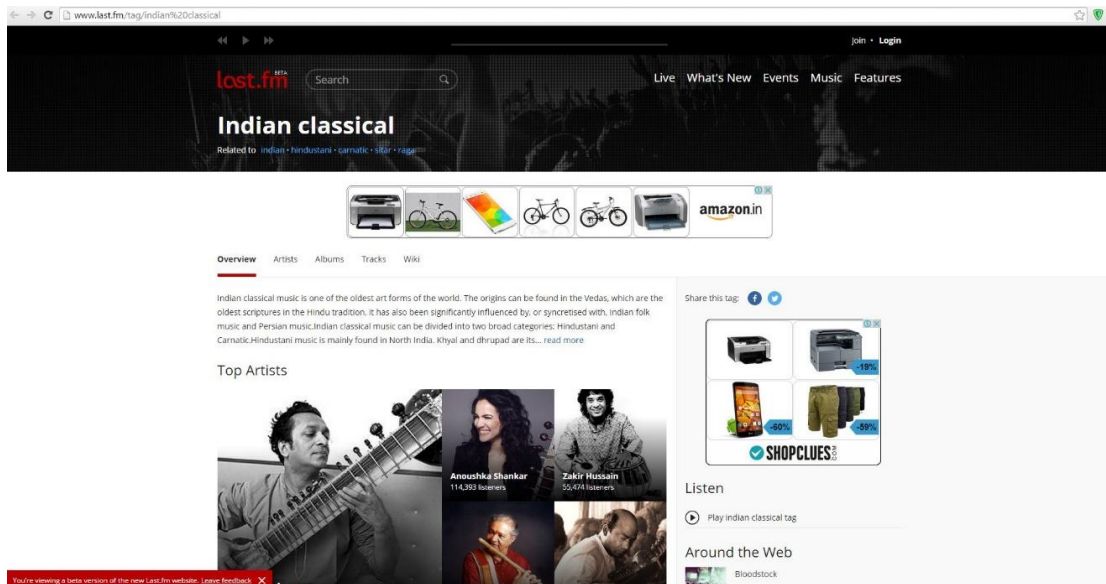 www.last.fm/tag/indian%20classical
Join • Login
last.fm BETA
Search
Live What's New Events Music Features
Indian classical
Related to indian • hindustani • carnatic • sitar • raga
amazon.in
Overview Artists Albums Tracks Wiki
Indian classical music is one of the oldest art forms of the world. The origins can be found in the Vedas, which are the
oldest scriptures in the Hindu tradition. It has also been significantly influenced by, or syncretised with, Indian folk
music and Persian music.Indian classical music can be divided into two broad categories: Hindustani and
Carnatic.Hindustani music is mainly found in North India. Khyal and dhrupad are its... read more
Share this tag:
-19%
-60%
-59%
SHOPCLUES.COM
Top Artists
Anoushka Shankar
114,393 listeners
Zakir Hussain
55,474 listeners
Listen
Play indian classical tag
Around the Web
Bloodstock
You're viewing a beta version of the new Last.fm website. Leave feedback X